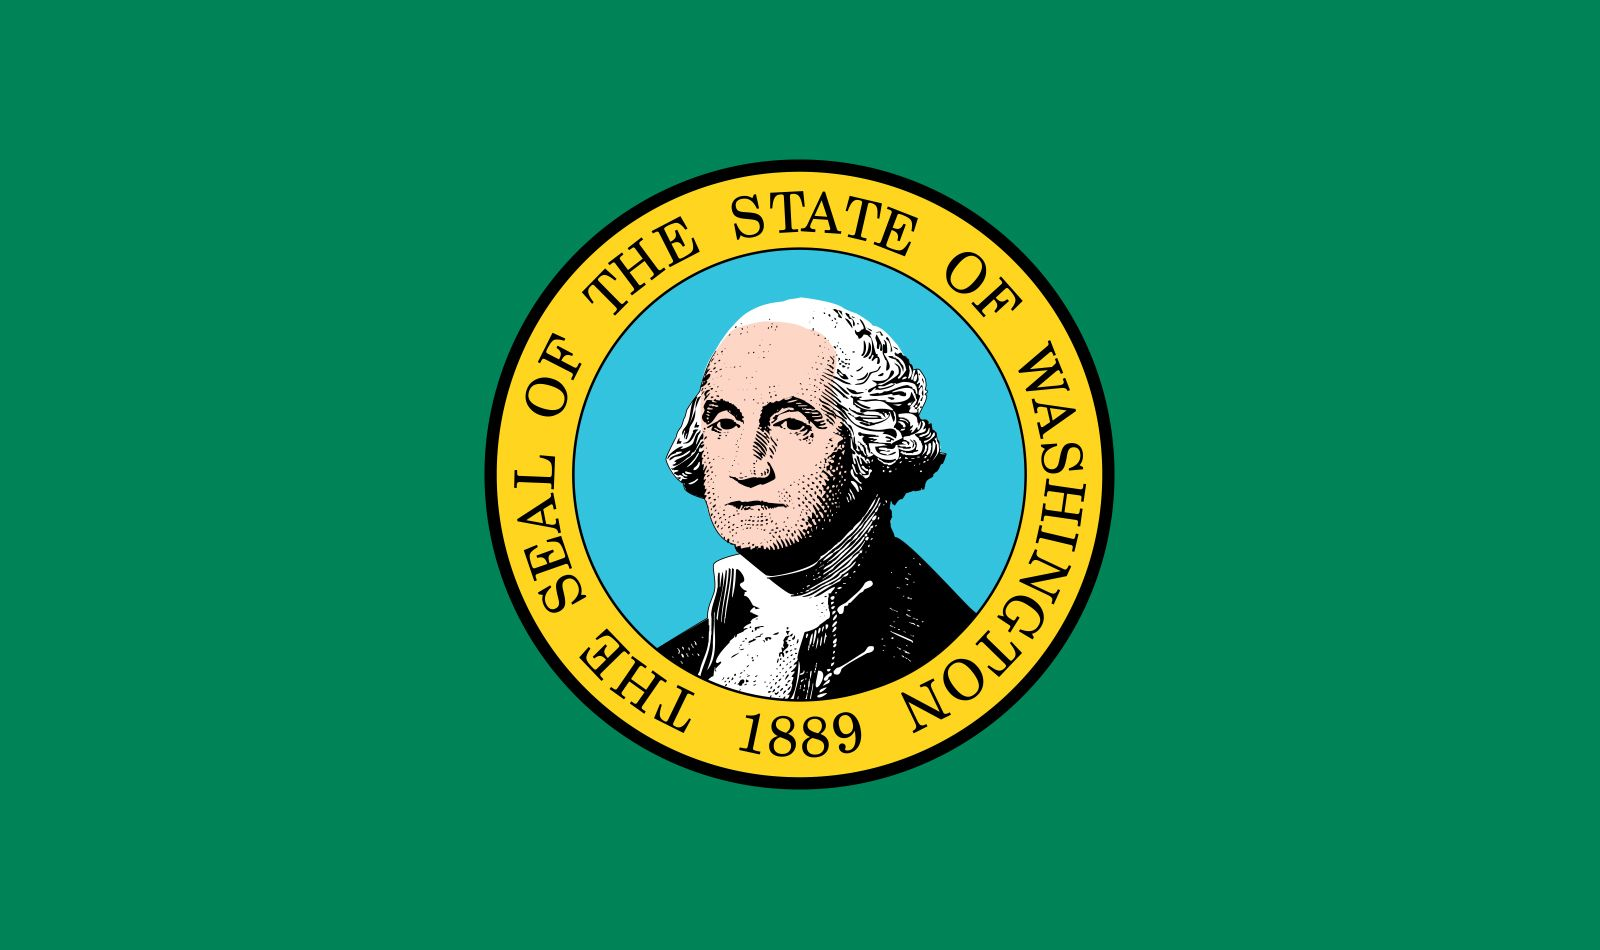 THE SEAL OF THE STATE OF WASHINGTON
1889